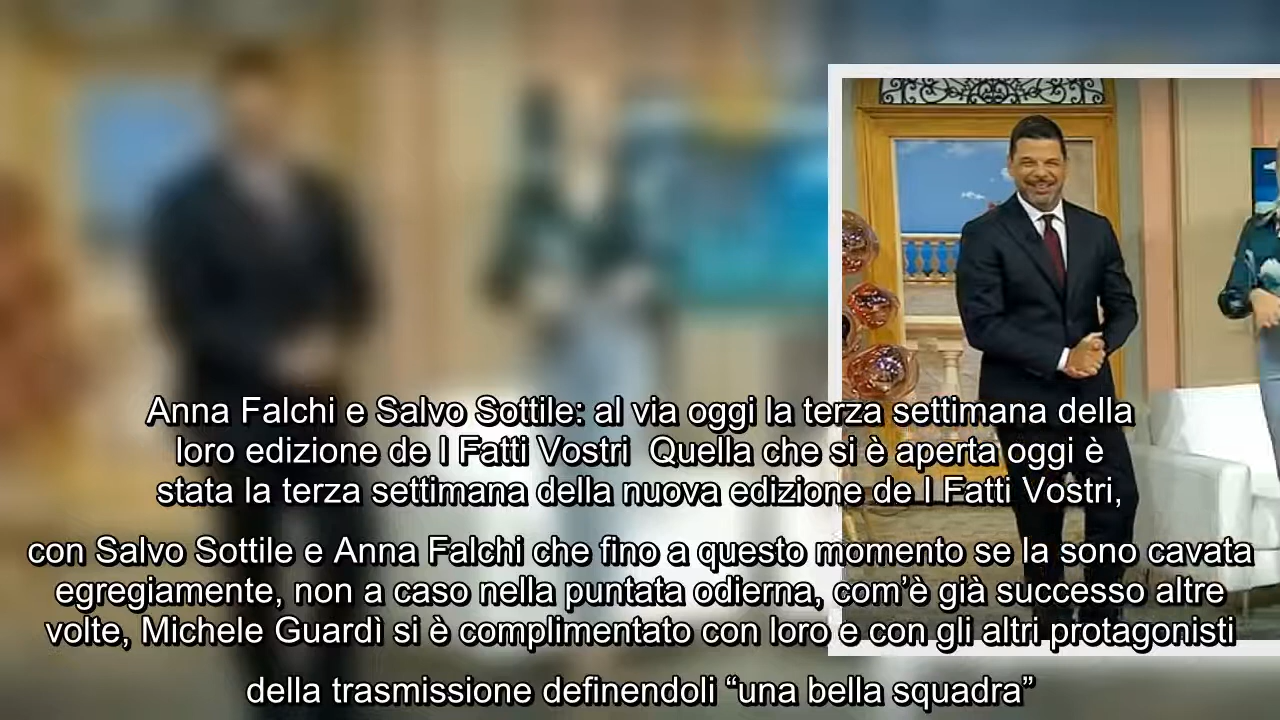 Anna Falchi e Salvo Sottile: al via oggi la terza settimana della
loro edizione de I Fatti Vostri  Quella che si è aperta oggi è
stata la terza settimana della nuova edizione de I Fatti Vostri,
con Salvo Sottile e Anna Falchi che fino a questo momento se la sono cavata
egregiamente, non a caso nella puntata odierna, com’è già successo altre
volte, Michele Guardì si è complimentato con loro e con gli altri protagonisti
della trasmissione definendoli “una bella squadra”